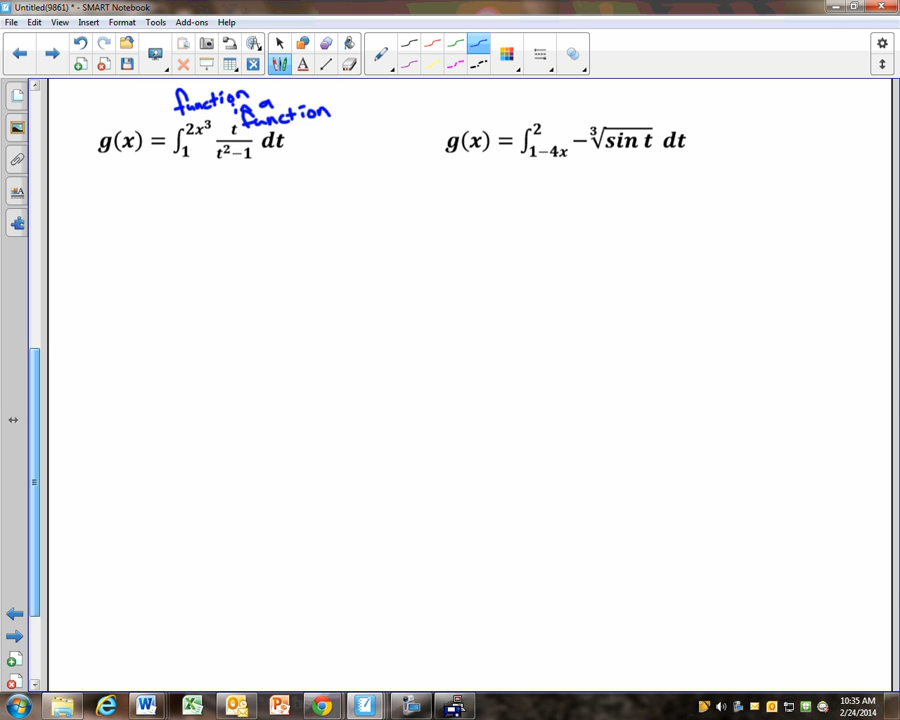 Untitled(9861) * - SMART Notebook
File Edit View Insert Format Tools Add-ons Help
function
in a
function
g(x) = ∫₁^{2x³} t/(t²−1) dt
g(x) = ∫_{1−4x}^{2} −∛(sin t) dt
10:35 AM
2/24/2014